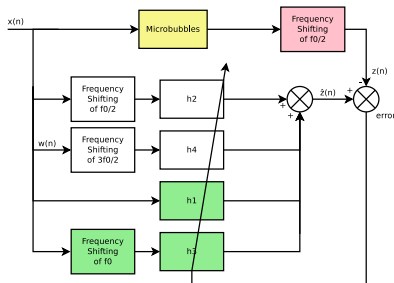 x(n)
Microbubbles
Frequency
Shifting
of f0/2
z(n)
-
Frequency
Shifting
of f0/2
h2
+
ẑ(n)
+
error
+
w(n)
Frequency
Shifting
of 3f0/2
h4
h1
Frequency
Shifting
of f0
h3